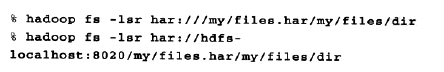 % hadoop fs -lsr har:///my/files.har/my/files/dir
% hadoop fs -lsr har://hdfs-
localhost:8020/my/files.har/my/files/dir